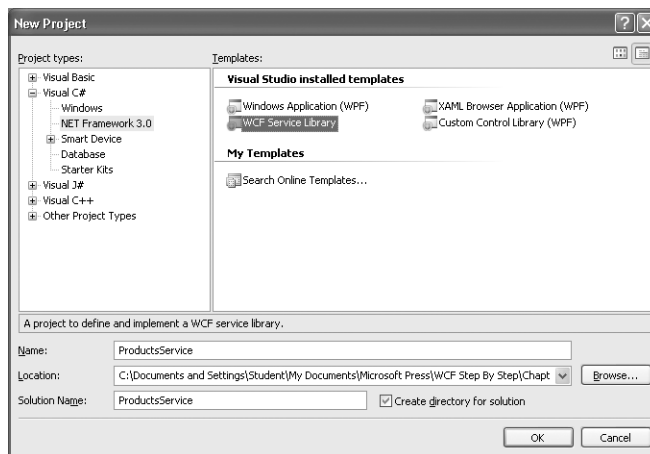 New Project
Project types:
Templates:
Visual Basic
Visual C#
Windows
NET Framework 3.0
Smart Device
Database
Starter Kits
Visual J#
Visual C++
Other Project Types
Visual Studio installed templates
Windows Application (WPF)
XAML Browser Application (WPF)
WCF Service Library
Custom Control Library (WPF)
My Templates
Search Online Templates...
A project to define and implement a WCF service library.
Name:
ProductsService
Location:
C:\Documents and Settings\Student\My Documents\Microsoft Press\WCF Step By Step\Chapt
Browse...
Solution Name:
ProductsService
Create directory for solution
OK
Cancel